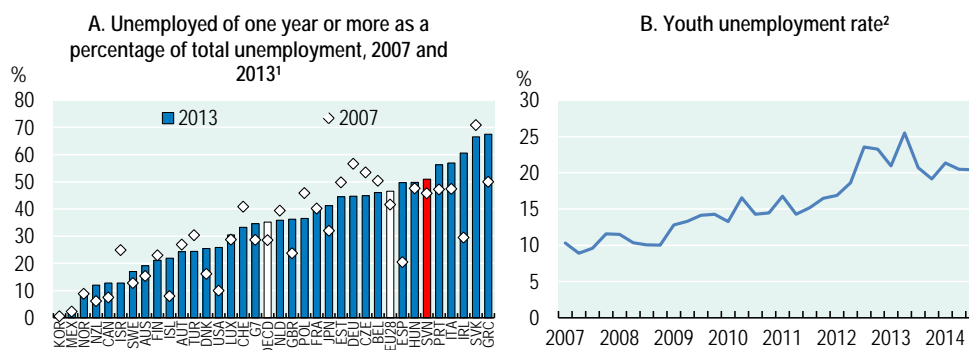 A. Unemployed of one year or more as a
percentage of total unemployment, 2007 and
2013¹
%
80
70
60
50
40
30
20
10
0
2013
2007
KOR
MEX
NOR
NZL
CAN
ISR
SWE
AUS
FIN
ISL
AUT
TUR
DNK
USA
LUX
CHE
G7
OECD
NLD
GBR
POL
FRA
JPN
EST
DEU
CZE
BEL
EU28
ESP
HUN
SVN
PRT
ITA
IRL
SVK
GRC
B. Youth unemployment rate²
%
30
25
20
15
10
5
0
2007
2008
2009
2010
2011
2012
2013
2014